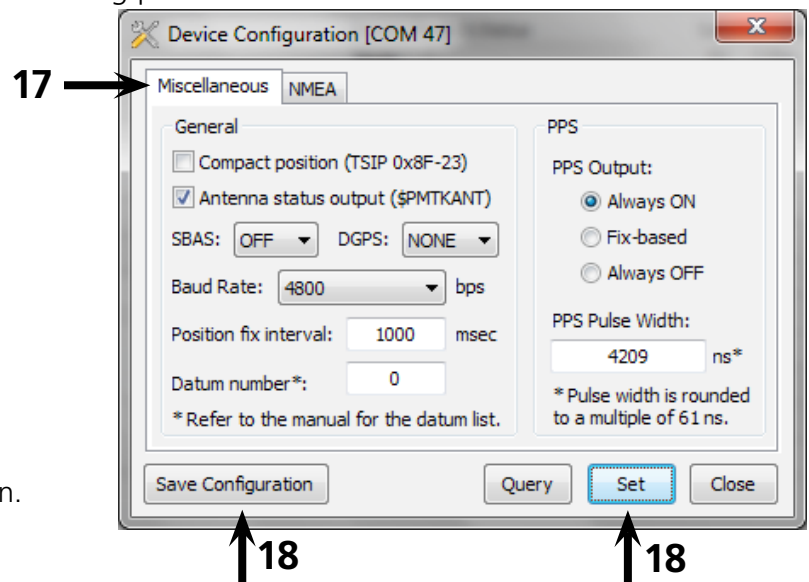 Device Configuration [COM 47]
17
Miscellaneous NMEA
General
Compact position (TSIP 0x8F-23)
Antenna status output ($PMTKANT)
SBAS: OFF DGPS: NONE
Baud Rate: 4800 bps
Position fix interval: 1000 msec
Datum number*: 0
* Refer to the manual for the datum list.
PPS
PPS Output:
Always ON
Fix-based
Always OFF
PPS Pulse Width:
4209 ns*
* Pulse width is rounded
to a multiple of 61 ns.
n.
Save Configuration Query Set Close
18 18